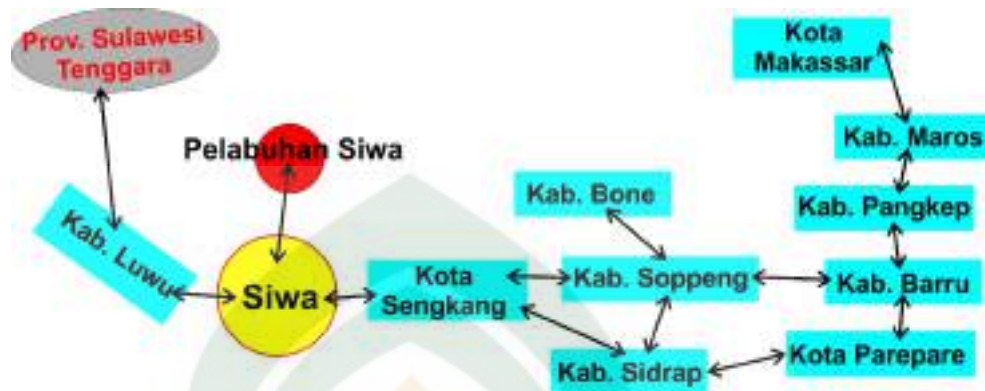 Prov. Sulawesi
Tenggara
Kota
Makassar
Pelabuhan Siwa
Kab. Maros
Kab. Bone
Kab. Pangkep
Kab. Luwu
Siwa
Kota
Sengkang
Kab. Soppeng
Kab. Barru
Kab. Sidrap
Kota Parepare